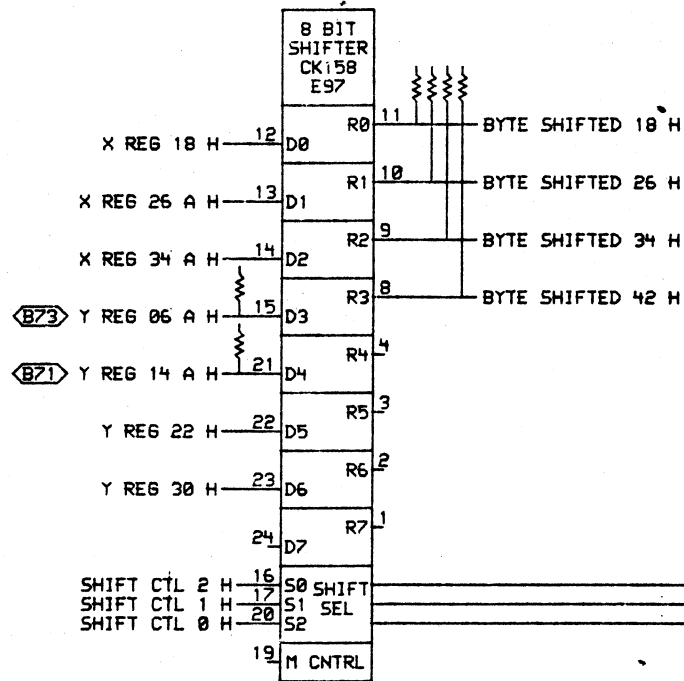 8 BIT
SHIFTER
CK158
E97
R0 11 BYTE SHIFTED 18 H
X REG 18 H 12 D0
R1 10 BYTE SHIFTED 26 H
X REG 26 A H 13 D1
R2 9 BYTE SHIFTED 34 H
X REG 34 A H 14 D2
R3 8 BYTE SHIFTED 42 H
B73 Y REG 06 A H 15 D3
R4 4
B71 Y REG 14 A H 21 D4
R5 3
Y REG 22 H 22 D5
R6 2
Y REG 30 H 23 D6
R7 1
24 D7
SHIFT CTL 2 H 16 S0 SHIFT
SHIFT CTL 1 H 17 S1 SEL
SHIFT CTL 0 H 20 S2
19 M CNTRL